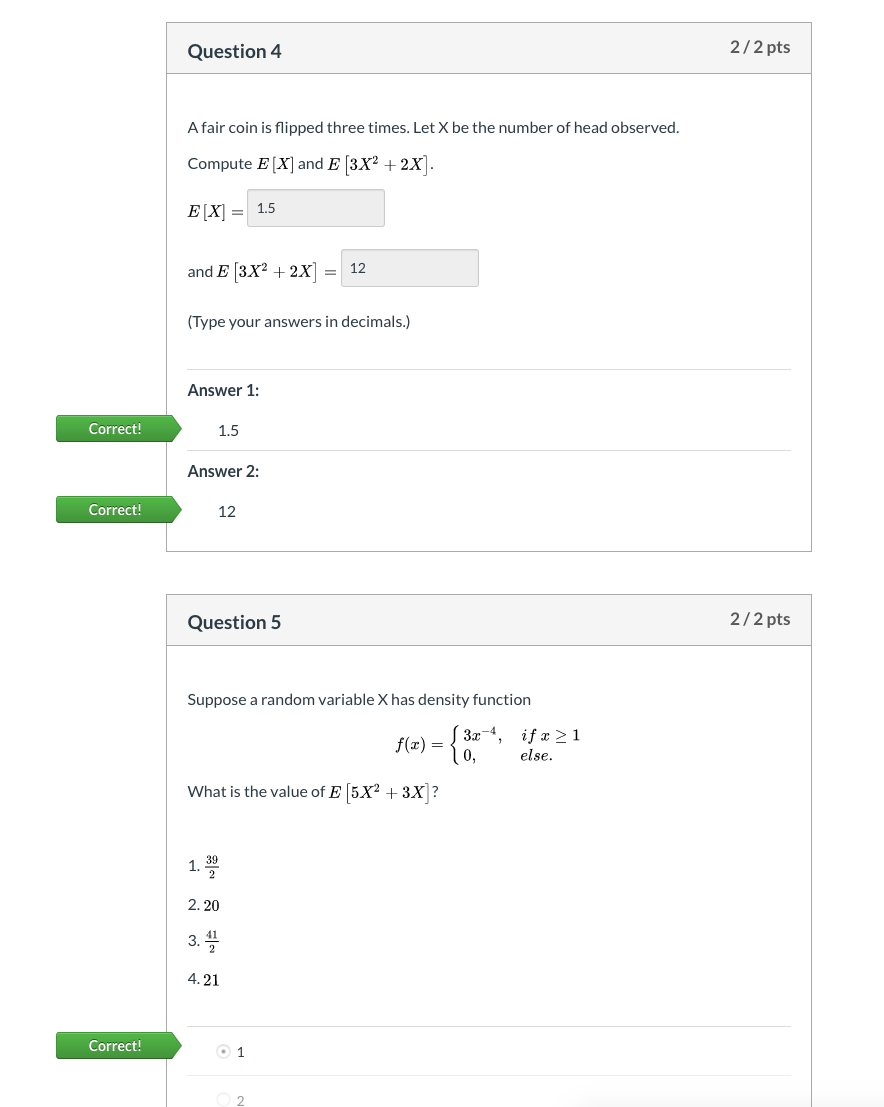 Question 4
2 / 2 pts
A fair coin is flipped three times. Let X be the number of head observed.
Compute E [X] and E [3X² + 2X].
E [X] = 1.5
and E [3X² + 2X] = 12
(Type your answers in decimals.)
Answer 1:
Correct!
1.5
Answer 2:
Correct!
12
Question 5
2 / 2 pts
Suppose a random variable X has density function
f(x) = { 3x⁻⁴, if x ≥ 1
0, else.
What is the value of E [5X² + 3X]?
1. 39/2
2. 20
3. 41/2
4. 21
Correct!
1
2